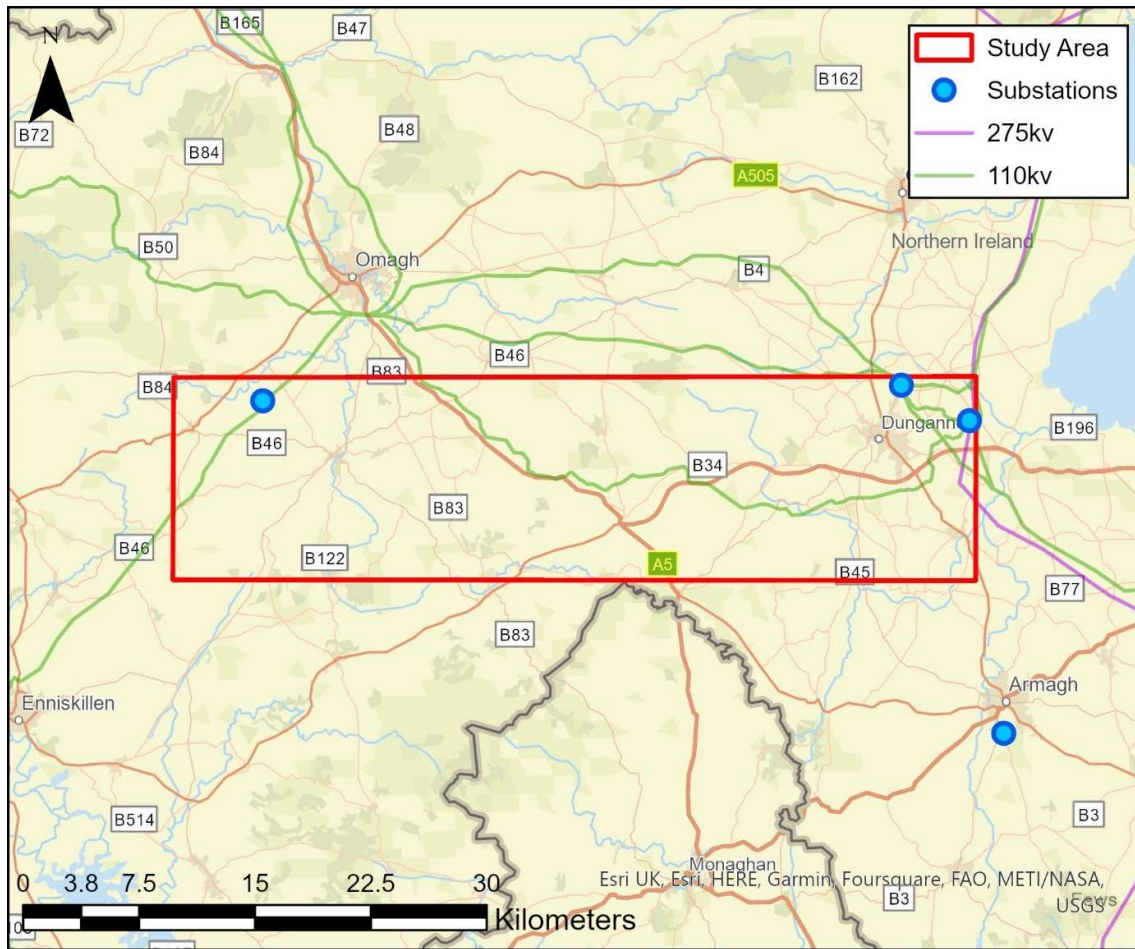 B165
B47
N
Study Area
Substations
275kv
110kv
B162
B72
B48
B84
A505
Northern Ireland
B50
Omagh
B4
B46
B83
B84
B46
Dungann
B196
B34
B83
B46
B122
A5
B45
B77
B83
Enniskillen
Armagh
B514
B3
Monaghan
0 3.8 7.5 15 22.5 30
Kilometers
Esri UK, Esri, HERE, Garmin, Foursquare, FAO, METI/NASA,
USGS
B3